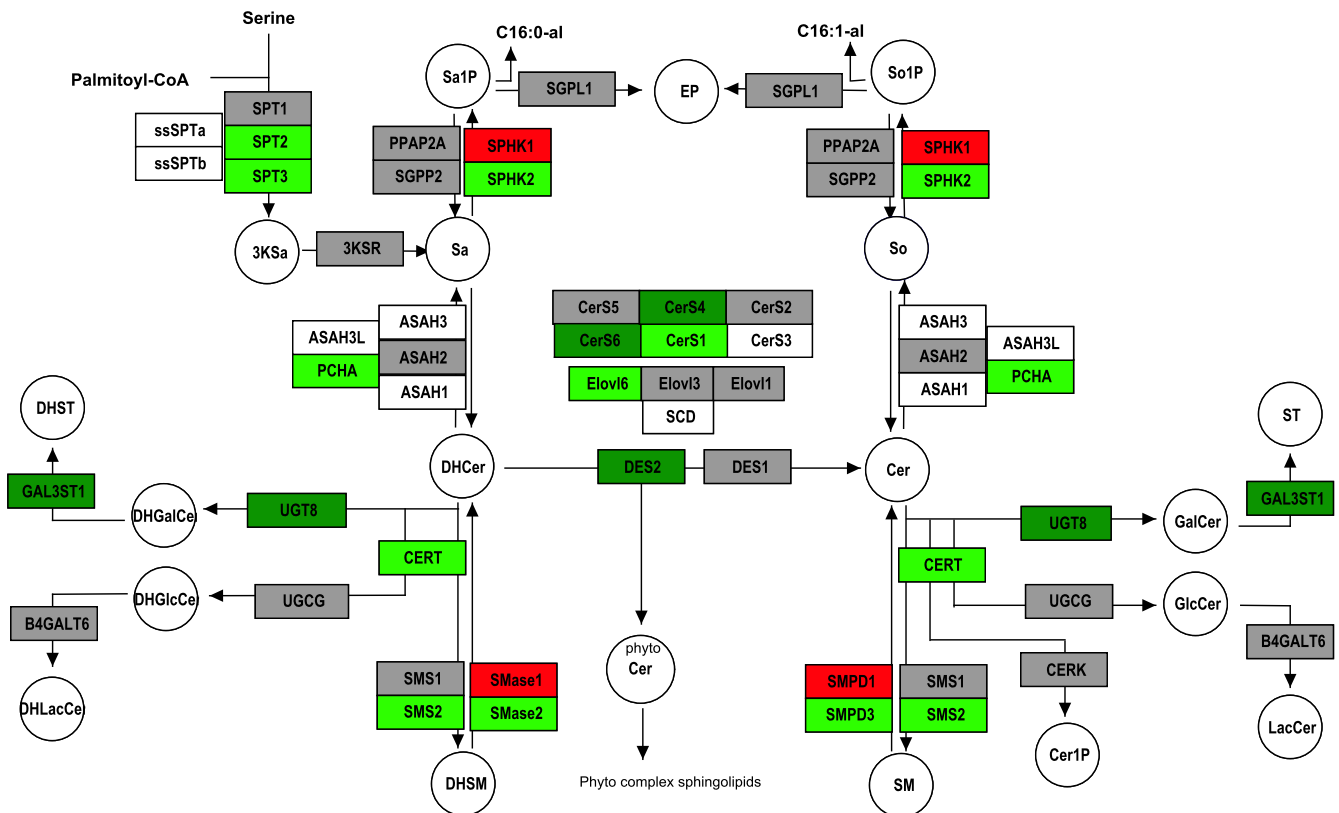 Serine
Palmitoyl-CoA
C16:0-al
C16:1-al
Sa1P
SGPL1
EP
SGPL1
So1P
SPT1
ssSPTa
SPT2
ssSPTb
SPT3
PPAP2A
SPHK1
SGPP2
SPHK2
PPAP2A
SPHK1
SGPP2
SPHK2
3KSa
3KSR
Sa
So
CerS5
CerS4
CerS2
CerS6
CerS1
CerS3
Elovl6
Elovl3
Elovl1
SCD
ASAH3
ASAH3L
ASAH2
PCHA
ASAH1
ASAH3
ASAH3L
ASAH2
PCHA
ASAH1
DHST
ST
DHCer
DES2
DES1
Cer
GAL3ST1
DHGalCer
UGT8
UGT8
GalCer
GAL3ST1
CERT
CERT
DHGlcCer
UGCG
UGCG
GlcCer
B4GALT6
B4GALT6
phyto
Cer
CERK
SMS1
SMase1
SMS2
SMase2
SMPD1
SMS1
SMPD3
SMS2
DHLacCer
LacCer
Cer1P
DHSM
Phyto complex sphingolipids
SM